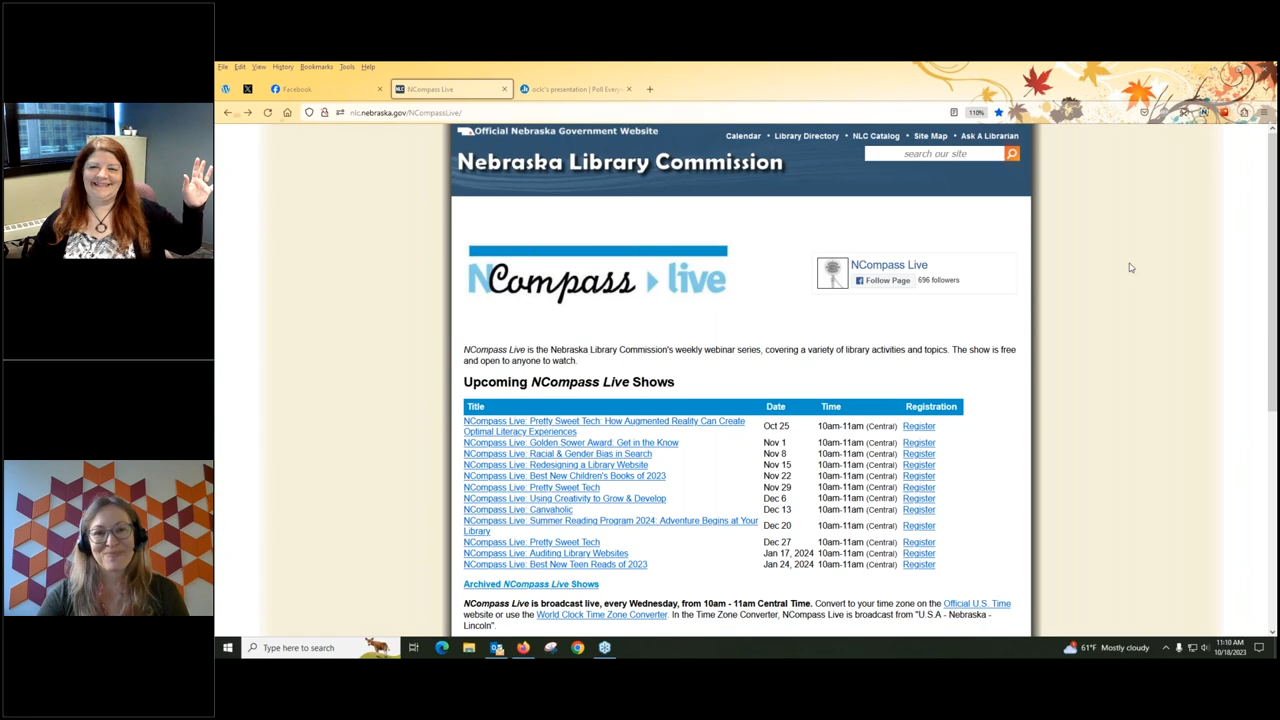 File Edit View History Bookmarks Tools Help
Facebook
NCompass Live
oclc's presentation | Poll Every
nlc.nebraska.gov/NCompassLive/
110%
Official Nebraska Government Website
Calendar • Library Directory • NLC Catalog • Site Map • Ask A Librarian
Nebraska Library Commission
search our site
NCompass live
NCompass Live
Follow Page 696 followers
NCompass Live is the Nebraska Library Commission's weekly webinar series, covering a variety of library activities and topics. The show is free
and open to anyone to watch.
Upcoming NCompass Live Shows
Title Date Time Registration
NCompass Live: Pretty Sweet Tech: How Augmented Reality Can Create
Optimal Literacy Experiences Oct 25 10am-11am (Central) Register
NCompass Live: Golden Sower Award: Get in the Know Nov 1 10am-11am (Central) Register
NCompass Live: Racial & Gender Bias in Search Nov 8 10am-11am (Central) Register
NCompass Live: Redesigning a Library Website Nov 15 10am-11am (Central) Register
NCompass Live: Best New Children's Books of 2023 Nov 22 10am-11am (Central) Register
NCompass Live: Pretty Sweet Tech Nov 29 10am-11am (Central) Register
NCompass Live: Using Creativity to Grow & Develop Dec 6 10am-11am (Central) Register
NCompass Live: Canvaholic Dec 13 10am-11am (Central) Register
NCompass Live: Summer Reading Program 2024: Adventure Begins at Your
Library Dec 20 10am-11am (Central) Register
NCompass Live: Pretty Sweet Tech Dec 27 10am-11am (Central) Register
NCompass Live: Auditing Library Websites Jan 17, 2024 10am-11am (Central) Register
NCompass Live: Best New Teen Reads of 2023 Jan 24, 2024 10am-11am (Central) Register
Archived NCompass Live Shows
NCompass Live is broadcast live, every Wednesday, from 10am - 11am Central Time. Convert to your time zone on the Official U.S. Time
website or use the World Clock Time Zone Converter. In the Time Zone Converter, NCompass Live is broadcast from "U.S.A - Nebraska -
Lincoln".
Type here to search
61°F Mostly cloudy
11:10 AM
10/18/2023